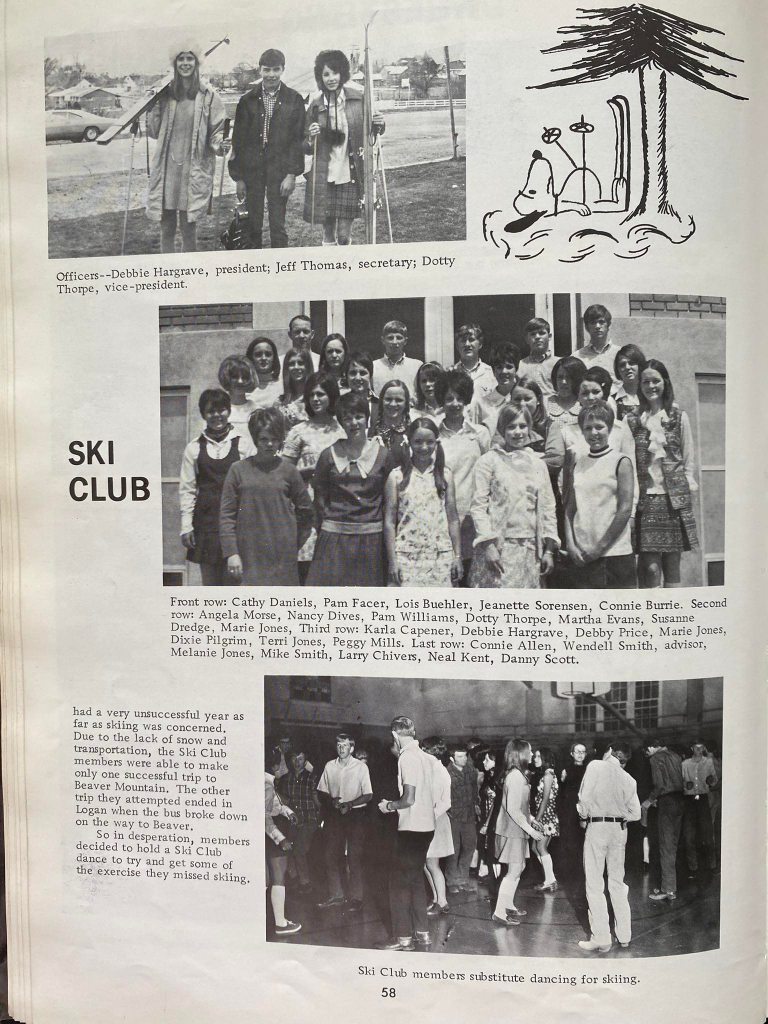 Officers--Debbie Hargrave, president; Jeff Thomas, secretary; Dotty
Thorpe, vice-president.
SKI
CLUB
Front row: Cathy Daniels, Pam Facer, Lois Buehler, Jeanette Sorensen, Connie Burrie. Second
row: Angela Morse, Nancy Dives, Pam Williams, Dotty Thorpe, Martha Evans, Susanne
Dredge, Marie Jones, Third row: Karla Capener, Debbie Hargrave, Debby Price, Marie Jones,
Dixie Pilgrim, Terri Jones, Peggy Mills. Last row: Connie Allen, Wendell Smith, advisor,
Melanie Jones, Mike Smith, Larry Chivers, Neal Kent, Danny Scott.
had a very unsuccessful year as
far as skiing was concerned.
Due to the lack of snow and
transportation, the Ski Club
members were able to make
only one successful trip to
Beaver Mountain. The other
trip they attempted ended in
Logan when the bus broke down
on the way to Beaver.
So in desperation, members
decided to hold a Ski Club
dance to try and get some of
the exercise they missed skiing.
Ski Club members substitute dancing for skiing.
58